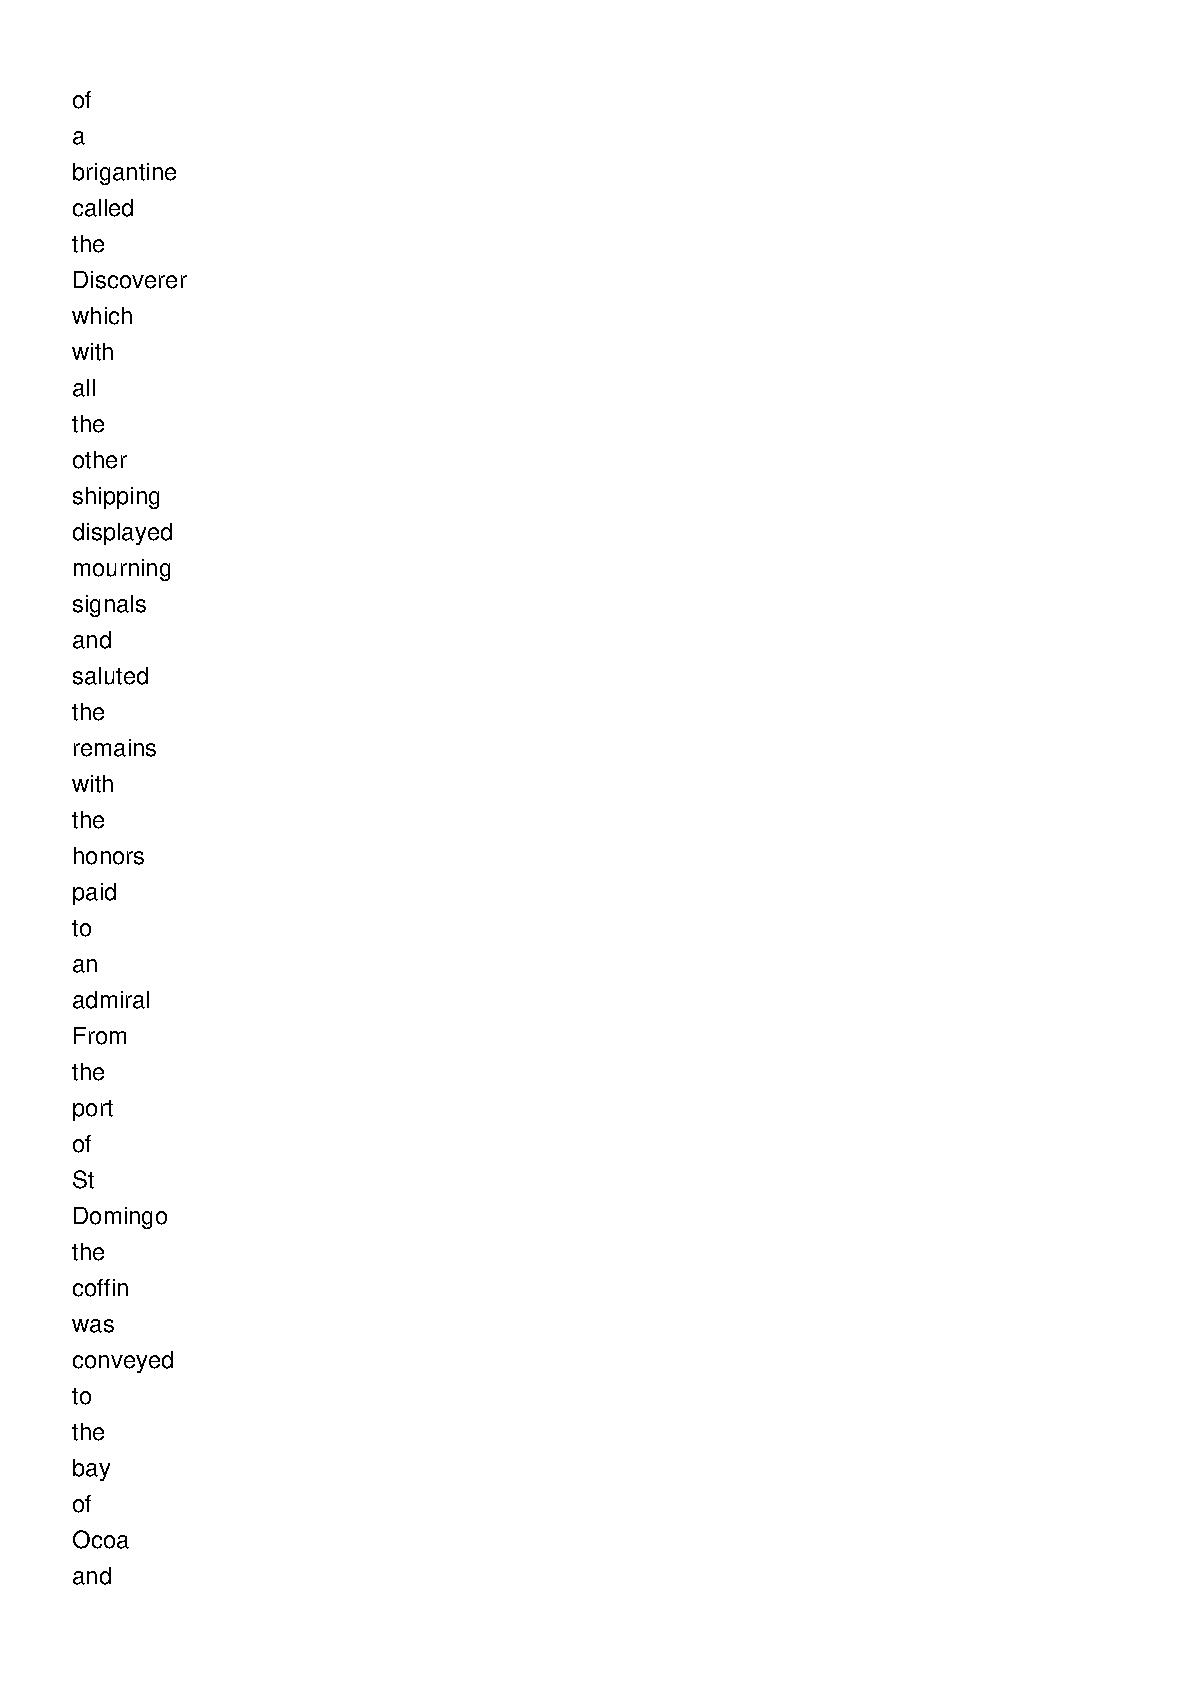 of
a
brigantine
called
the
Discoverer
which
with
all
the
other
shipping
displayed
mourning
signals
and
saluted
the
remains
with
the
honors
paid
to
an
admiral
From
the
port
of
St
Domingo
the
coffin
was
conveyed
to
the
bay
of
Ocoa
and